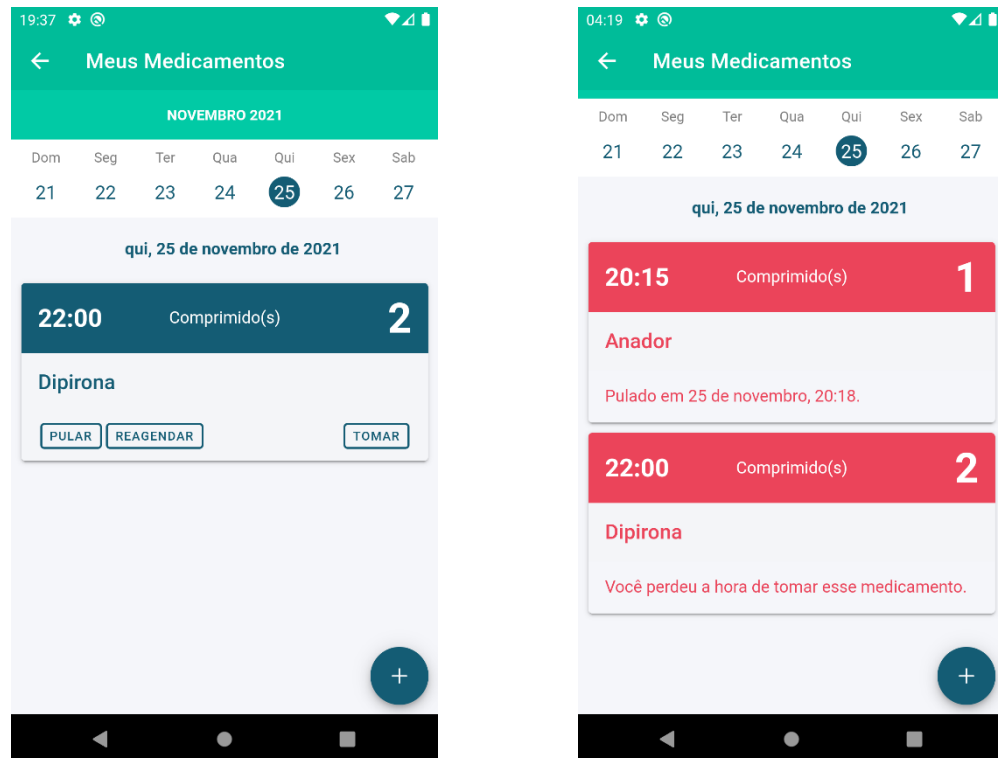 19:37
Meus Medicamentos
NOVEMBRO 2021
Dom Seg Ter Qua Qui Sex Sab
21 22 23 24 25 26 27
qui, 25 de novembro de 2021
22:00 Comprimido(s) 2
Dipirona
PULAR REAGENDAR TOMAR
+
04:19
Meus Medicamentos
Dom Seg Ter Qua Qui Sex Sab
21 22 23 24 25 26 27
qui, 25 de novembro de 2021
20:15 Comprimido(s) 1
Anador
Pulado em 25 de novembro, 20:18.
22:00 Comprimido(s) 2
Dipirona
Você perdeu a hora de tomar esse medicamento.
+